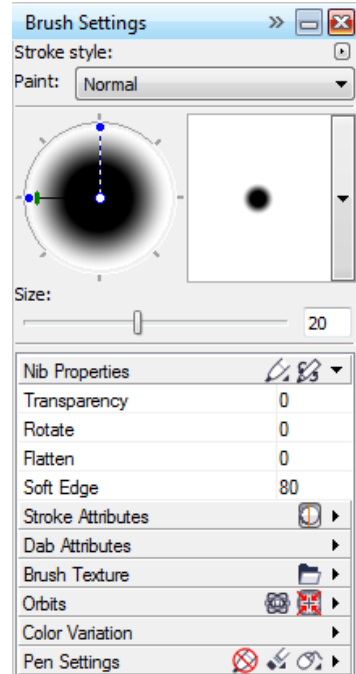 Brush Settings
Stroke style:
Paint: Normal
Size:
20
Nib Properties
Transparency 0
Rotate 0
Flatten 0
Soft Edge 80
Stroke Attributes
Dab Attributes
Brush Texture
Orbits
Color Variation
Pen Settings